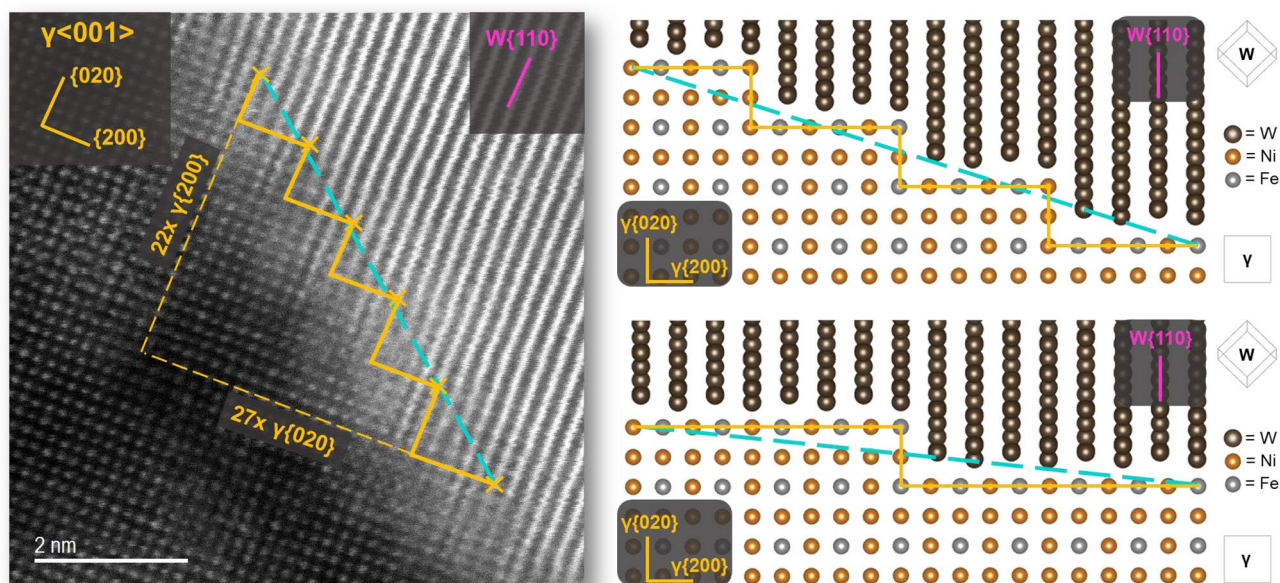 γ<001>
{020}
{200}
W{110}
22x γ{200}
27x γ{020}
2 nm
W{110}
W
= W
= Ni
= Fe
γ{020}
γ{200}
γ
W{110}
W
= W
= Ni
= Fe
γ{020}
γ{200}
γ